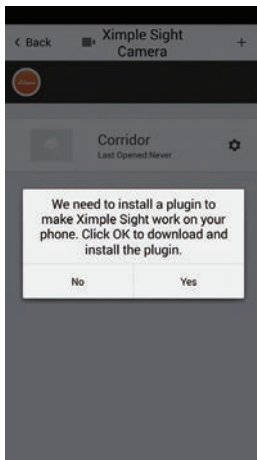 < Back
Ximple Sight
Camera
+
Corridor
Last Opened:Never
We need to install a plugin to
make Ximple Sight work on your
phone. Click OK to download and
install the plugin.
No
Yes